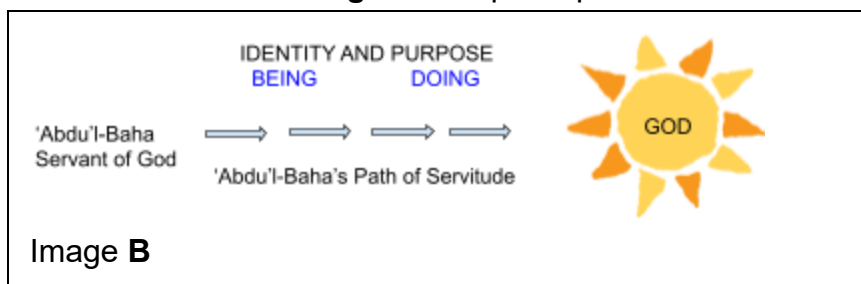 IDENTITY AND PURPOSE
BEING DOING
GOD
‘Abdu’l-Baha
Servant of God
‘Abdu’l-Baha’s Path of Servitude
Image B